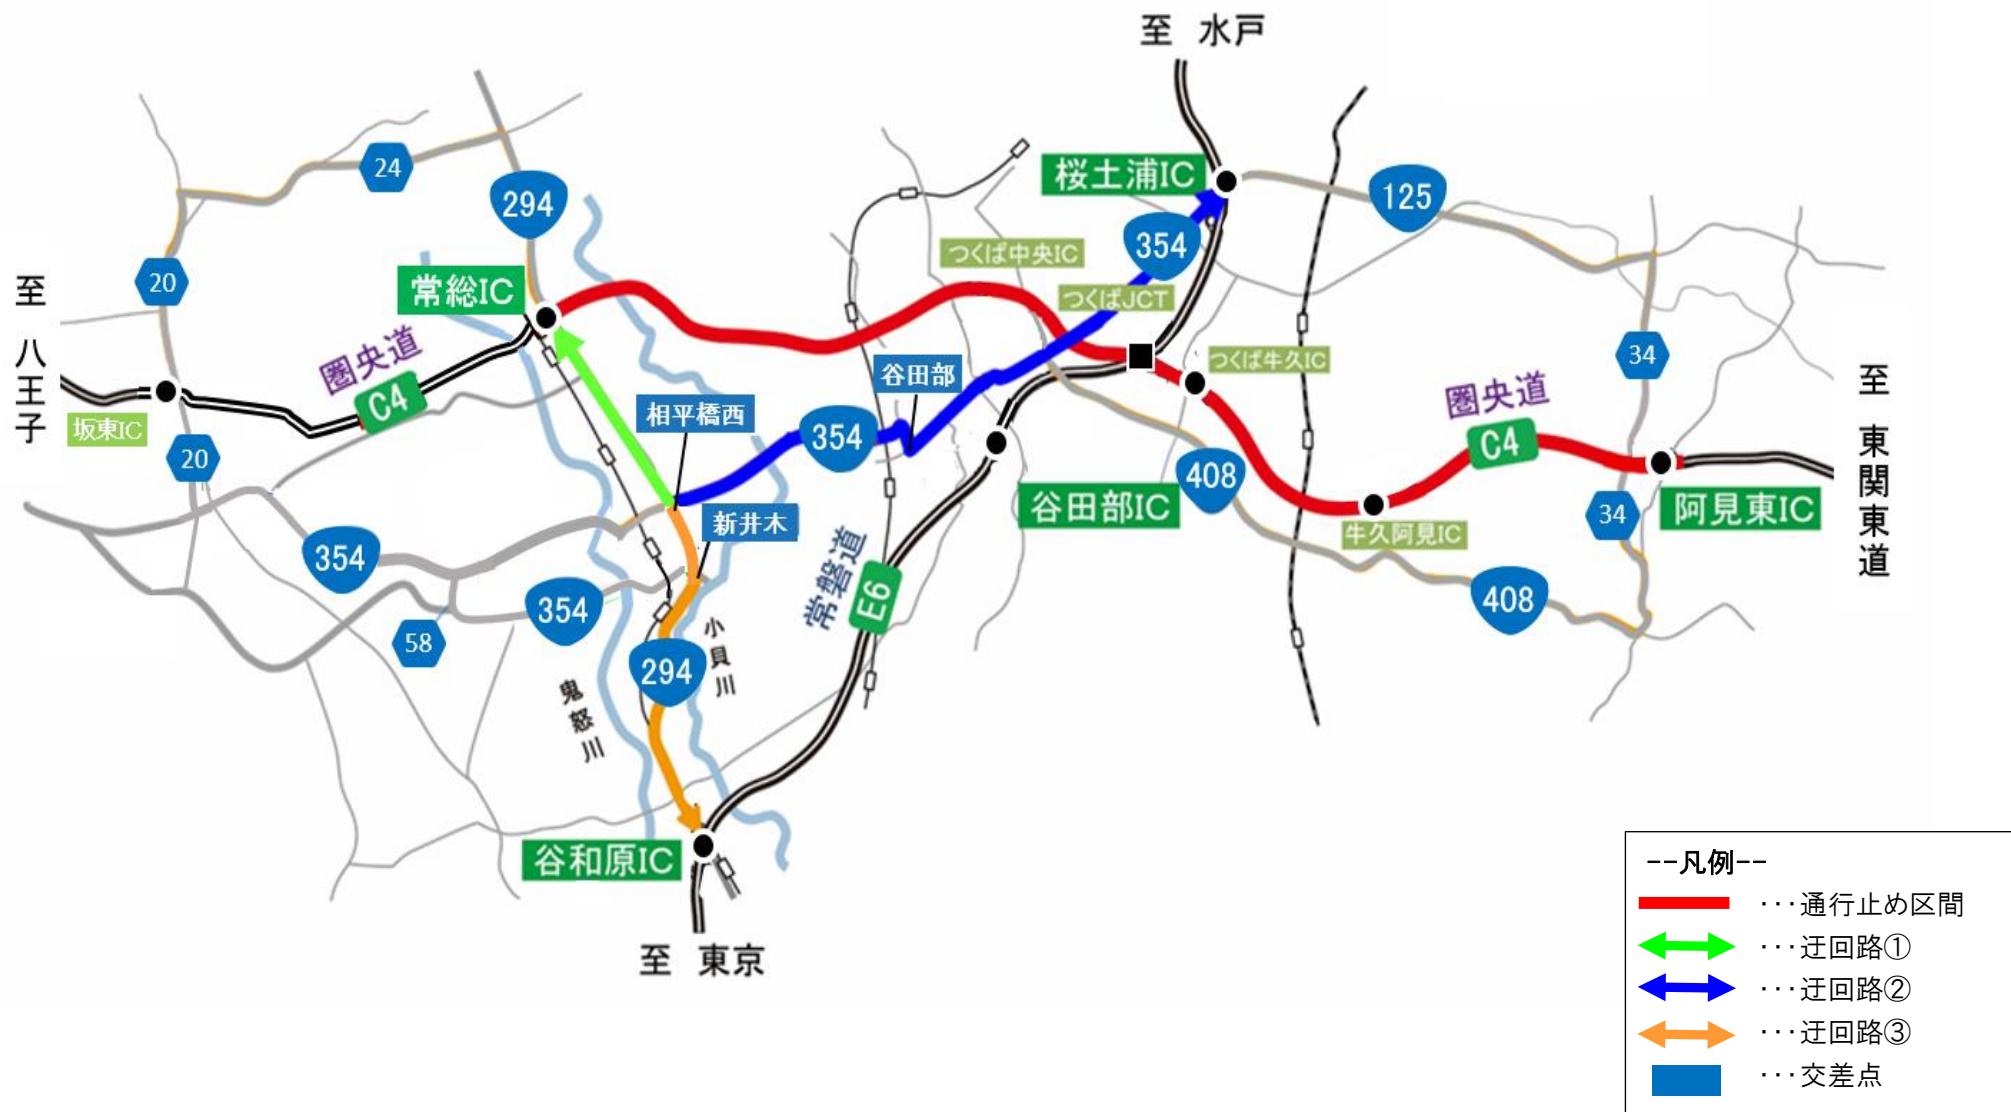 至 水戸
24
294
桜土浦IC
125
354
つくば中央IC
20
常総IC
つくばJCT
至 八王子
圏央道
C4
谷田部
つくば牛久IC
34
圏央道
C4
至 東関東道
坂東IC
相平橋西
354
20
408
谷田部IC
阿見東IC
34
新井木
牛久阿見IC
354
常磐道
E6
354
408
58
小貝川
294
鬼怒川
谷和原IC
至 東京
--凡例--
･･･通行止め区間
･･･迂回路①
･･･迂回路②
･･･迂回路③
･･･交差点